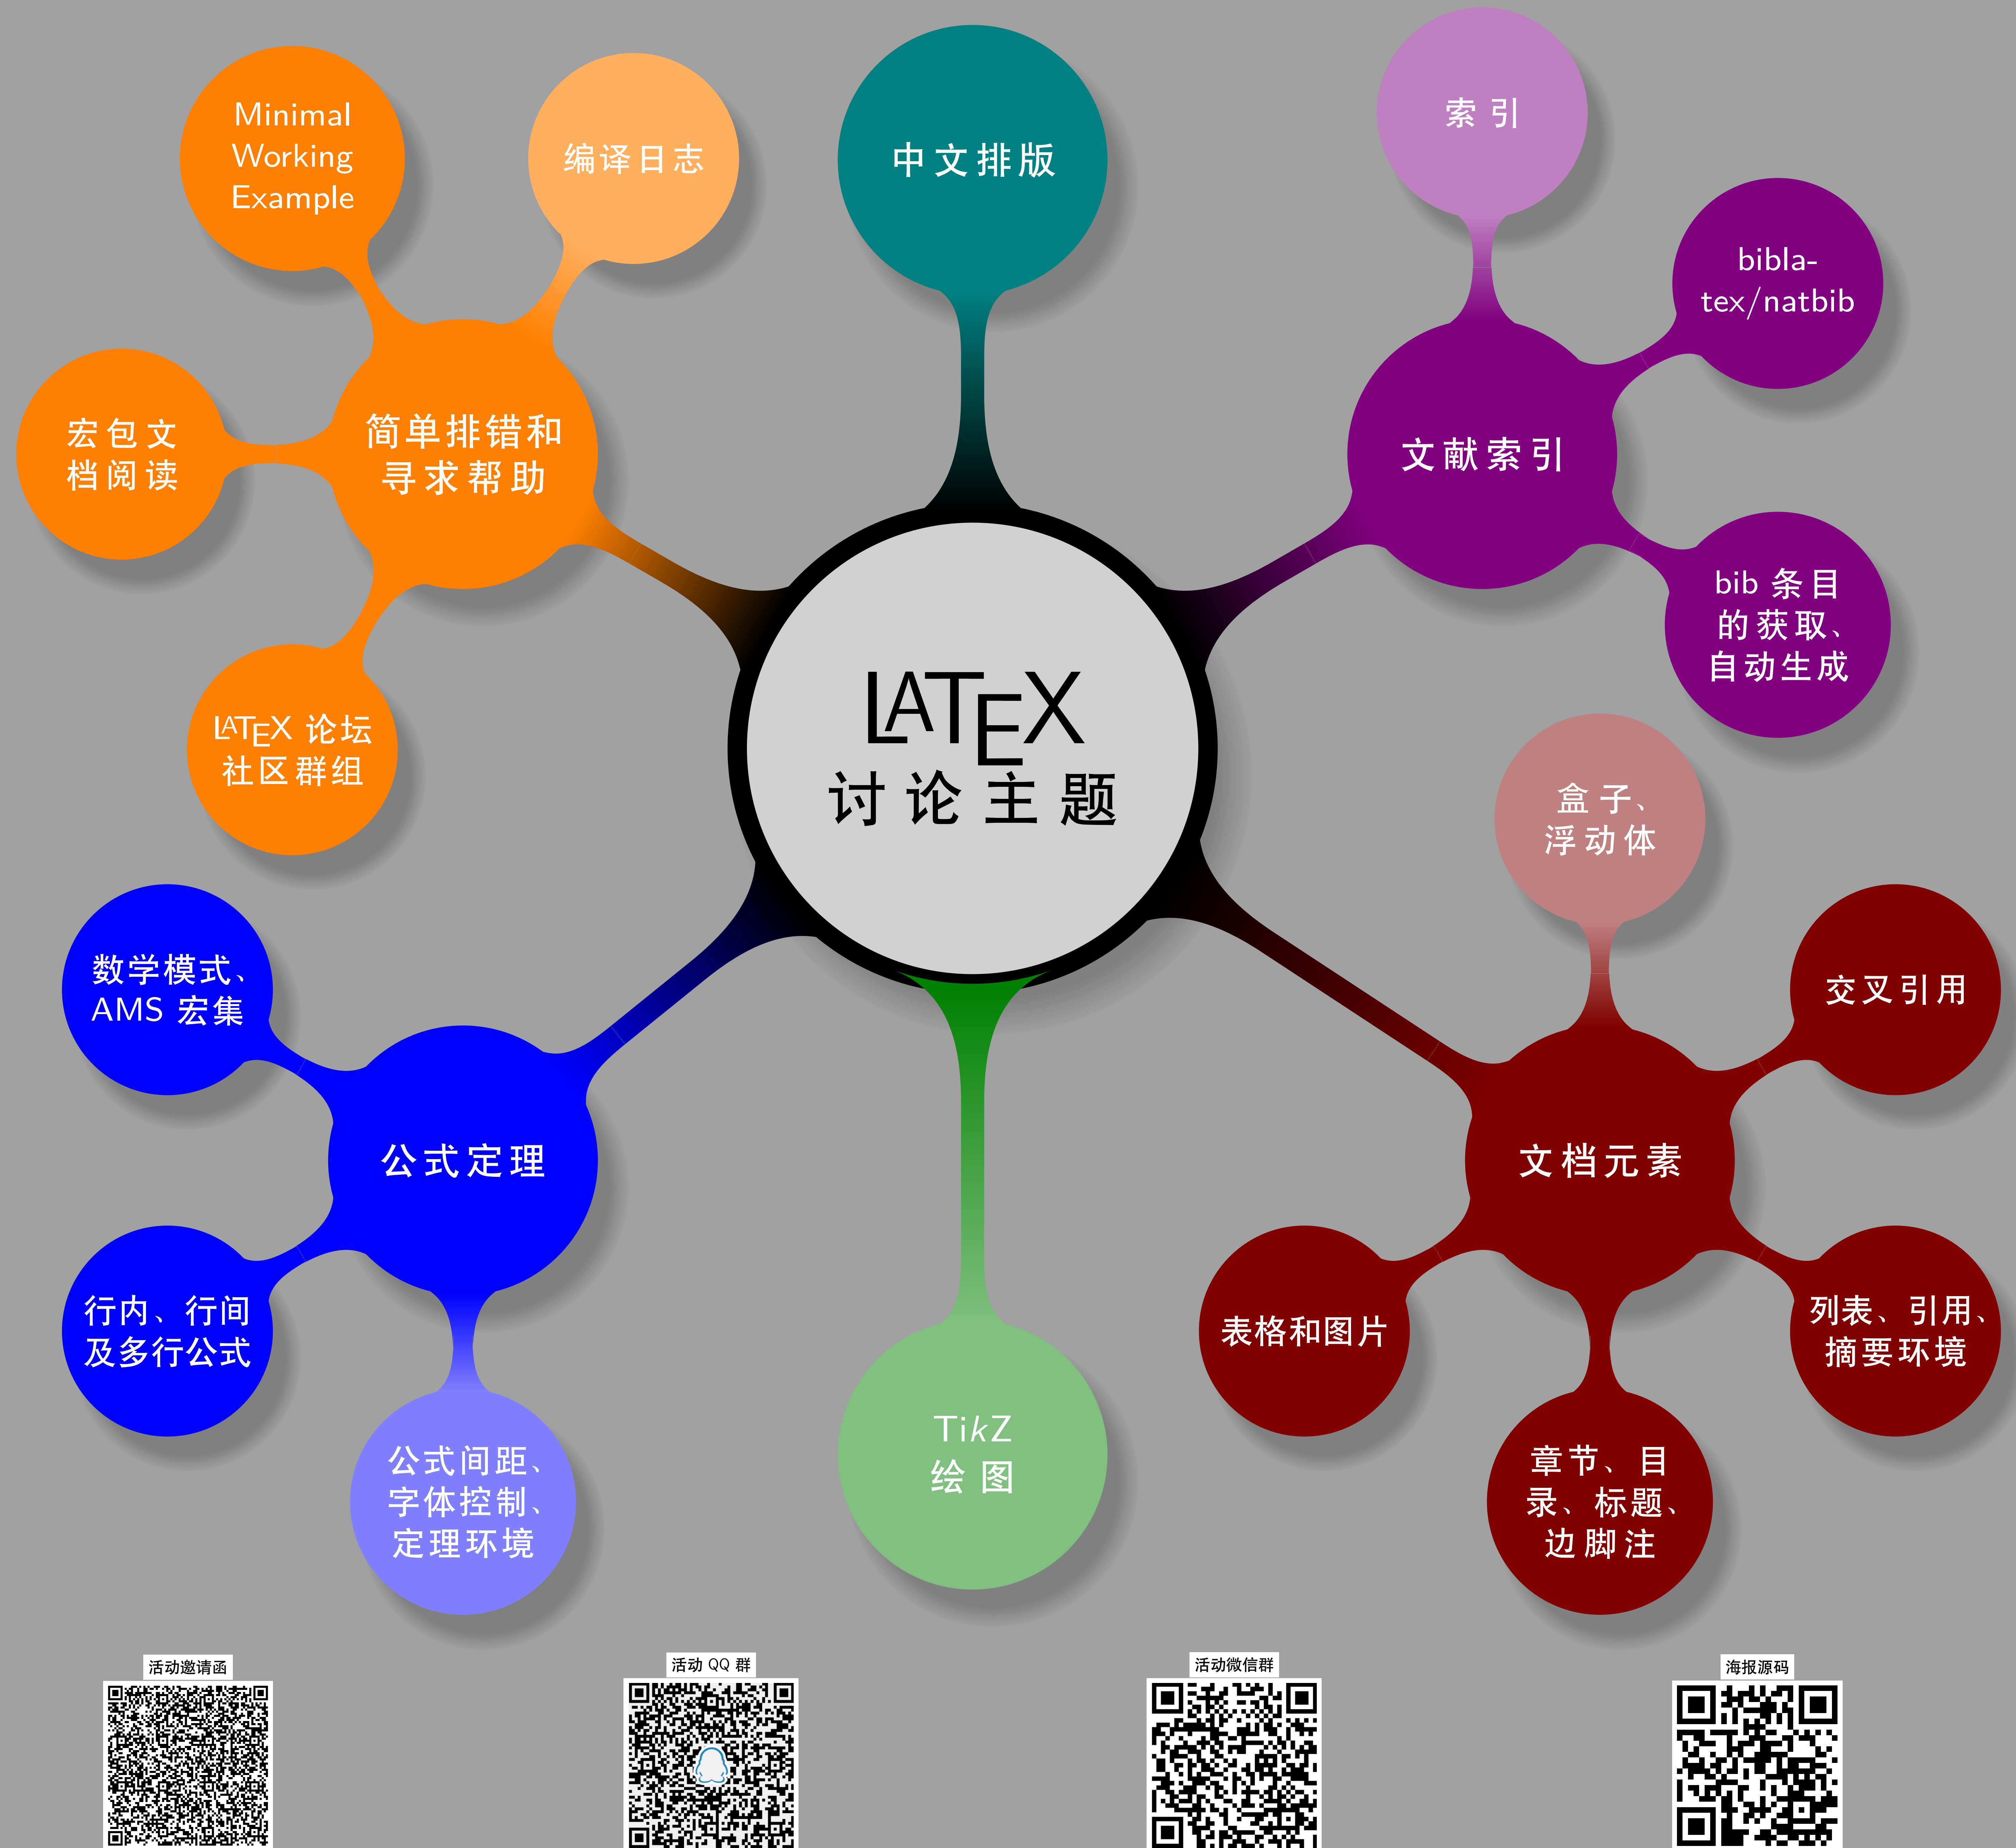 Minimal
Working
Example
编译日志
中文排版
索引
bibla-
tex/natbib
宏包文
档阅读
简单排错和
寻求帮助
文献索引
bib 条目
的获取、
自动生成
LATEX 论坛
社区群组
LATEX
讨论主题
盒子、
浮动体
数学模式、
AMS 宏集
交叉引用
公式定理
文档元素
行内、行间
及多行公式
表格和图片
列表、引用、
摘要环境
公式间距、
字体控制、
定理环境
TikZ
绘图
章节、目
录、标题、
边脚注
活动邀请函
活动 QQ 群
活动微信群
海报源码